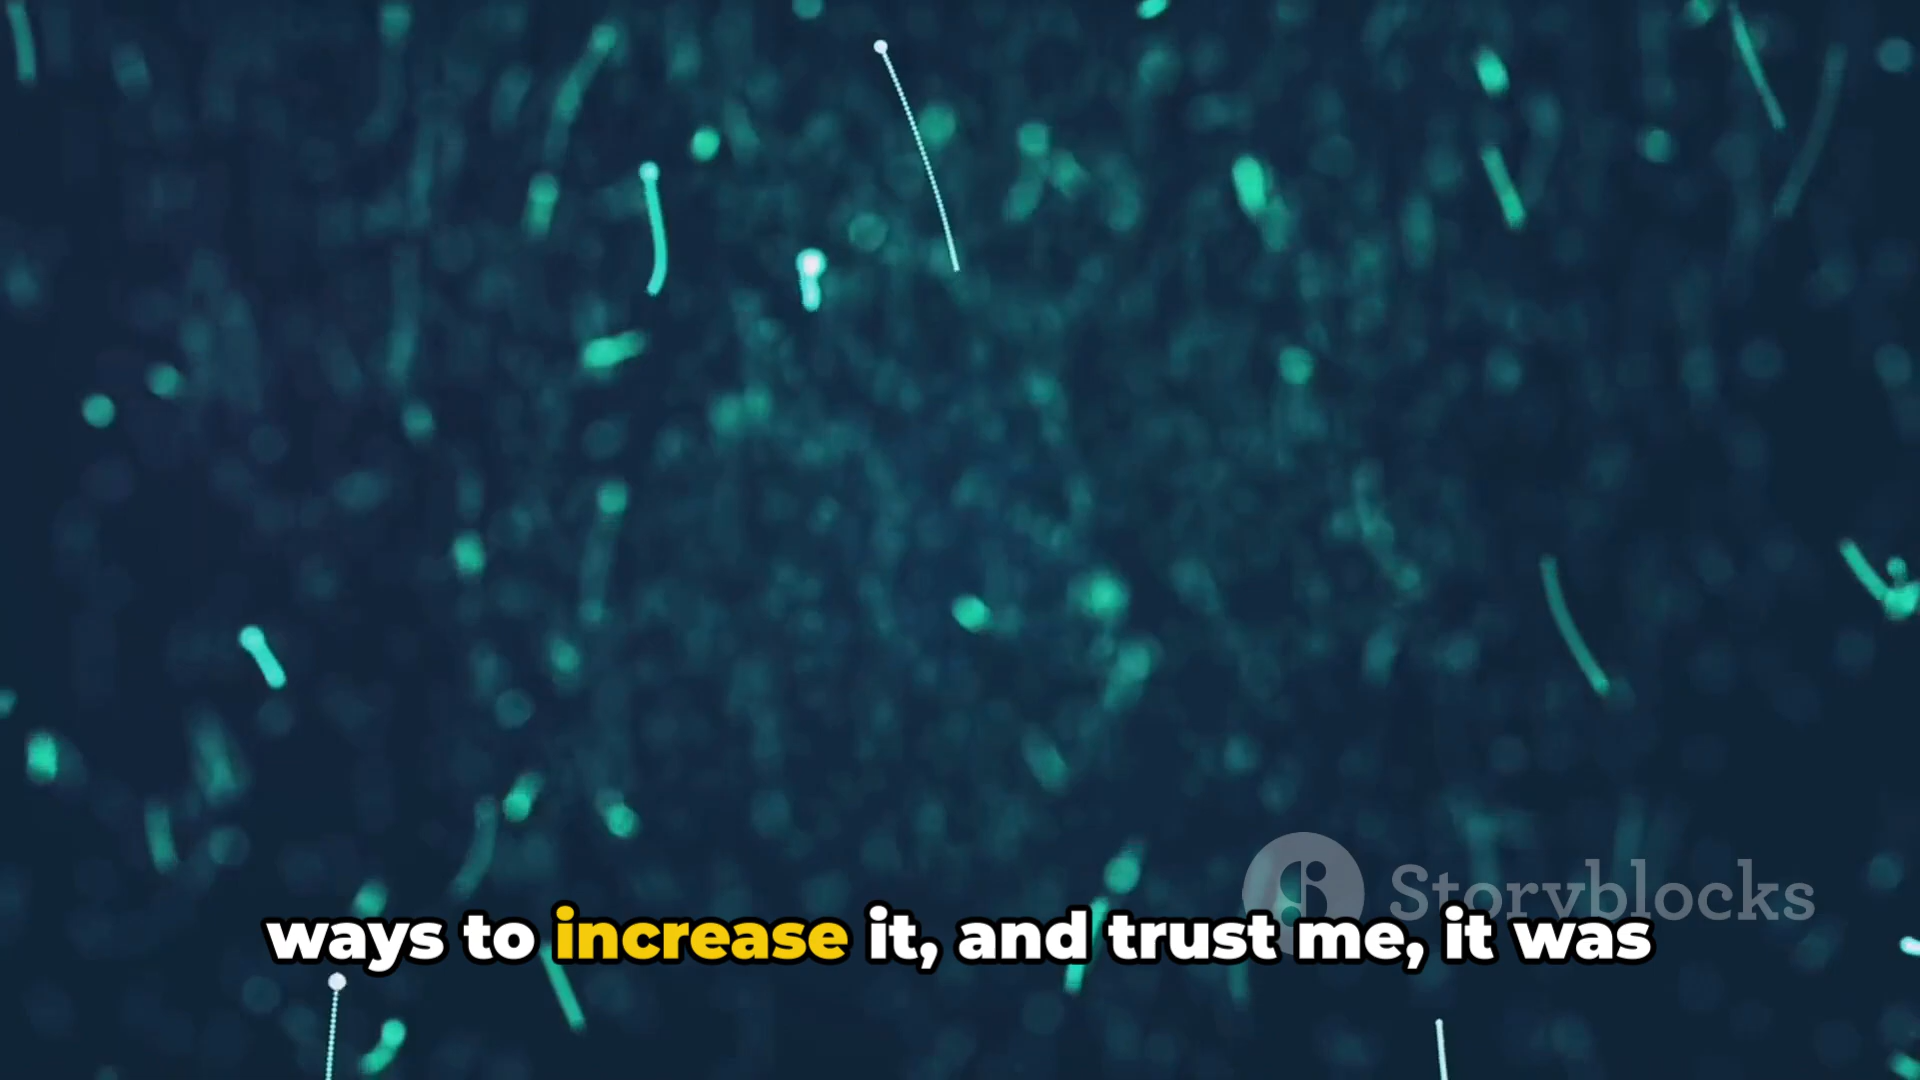 Storyblocks
ways to increase it, and trust me, it was